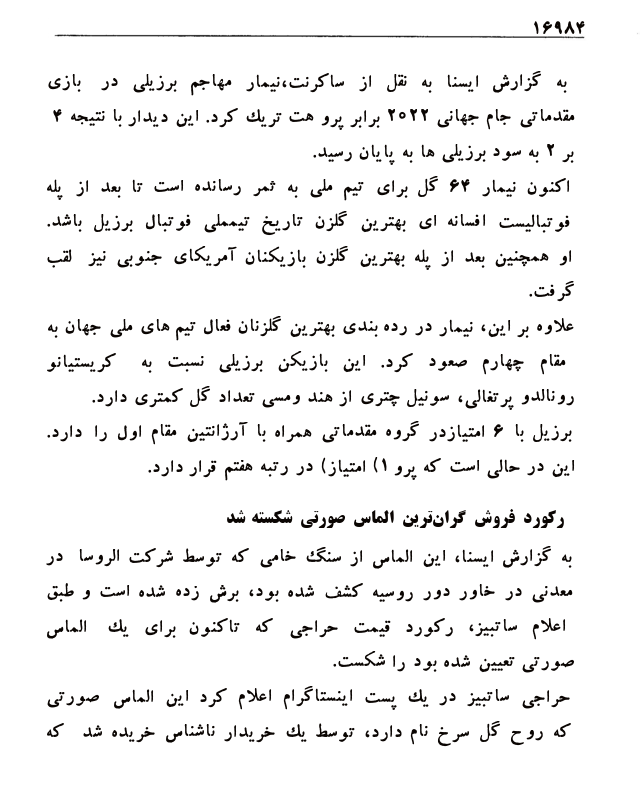 ۱۶۹۸۴
به گزارش ایسنا به نقل از ساکرنت،نیمار مهاجم برزیلی در بازی
مقدماتی جام جهانی ۲۰۲۲ برابر پرو هت تریك کرد. این دیدار با نتیجه ۴
بر ۲ به سود برزیلی ها به پایان رسید.
اکنون نیمار ۶۴ گل برای تیم ملی به ثمر رسانده است تا بعد از پله
فوتبالیست افسانه ای بهترین گلزن تاریخ تیمملی فوتبال برزیل باشد.
او همچنین بعد از پله بهترین گلزن بازیکنان آمریکای جنوبی نیز لقب
گرفت.
علاوه بر این، نیمار در رده بندی بهترین گلزنان فعال تیم های ملی جهان به
مقام چهارم صعود کرد. این بازیکن برزیلی نسبت به کریستیانو
رونالدو پرتغالی، سونیل چتری از هند ومسی تعداد گل کمتری دارد.
برزیل با ۶ امتیازدر گروه مقدماتی همراه با آرژانتین مقام اول را دارد.
این در حالی است که پرو ۱) امتیاز) در رتبه هفتم قرار دارد.
رکورد فروش گران‌ترین الماس صورتی شکسته شد
به گزارش ایسنا، این الماس از سنگ خامی که توسط شرکت الروسا در
معدنی در خاور دور روسیه کشف شده بود، برش زده شده است و طبق
اعلام ساتبیز، رکورد قیمت حراجی که تاکنون برای یك الماس
صورتی تعیین شده بود را شکست.
حراجی ساتبیز در یك پست اینستاگرام اعلام کرد این الماس صورتی
که روح گل سرخ نام دارد، توسط یك خریدار ناشناس خریده شد که